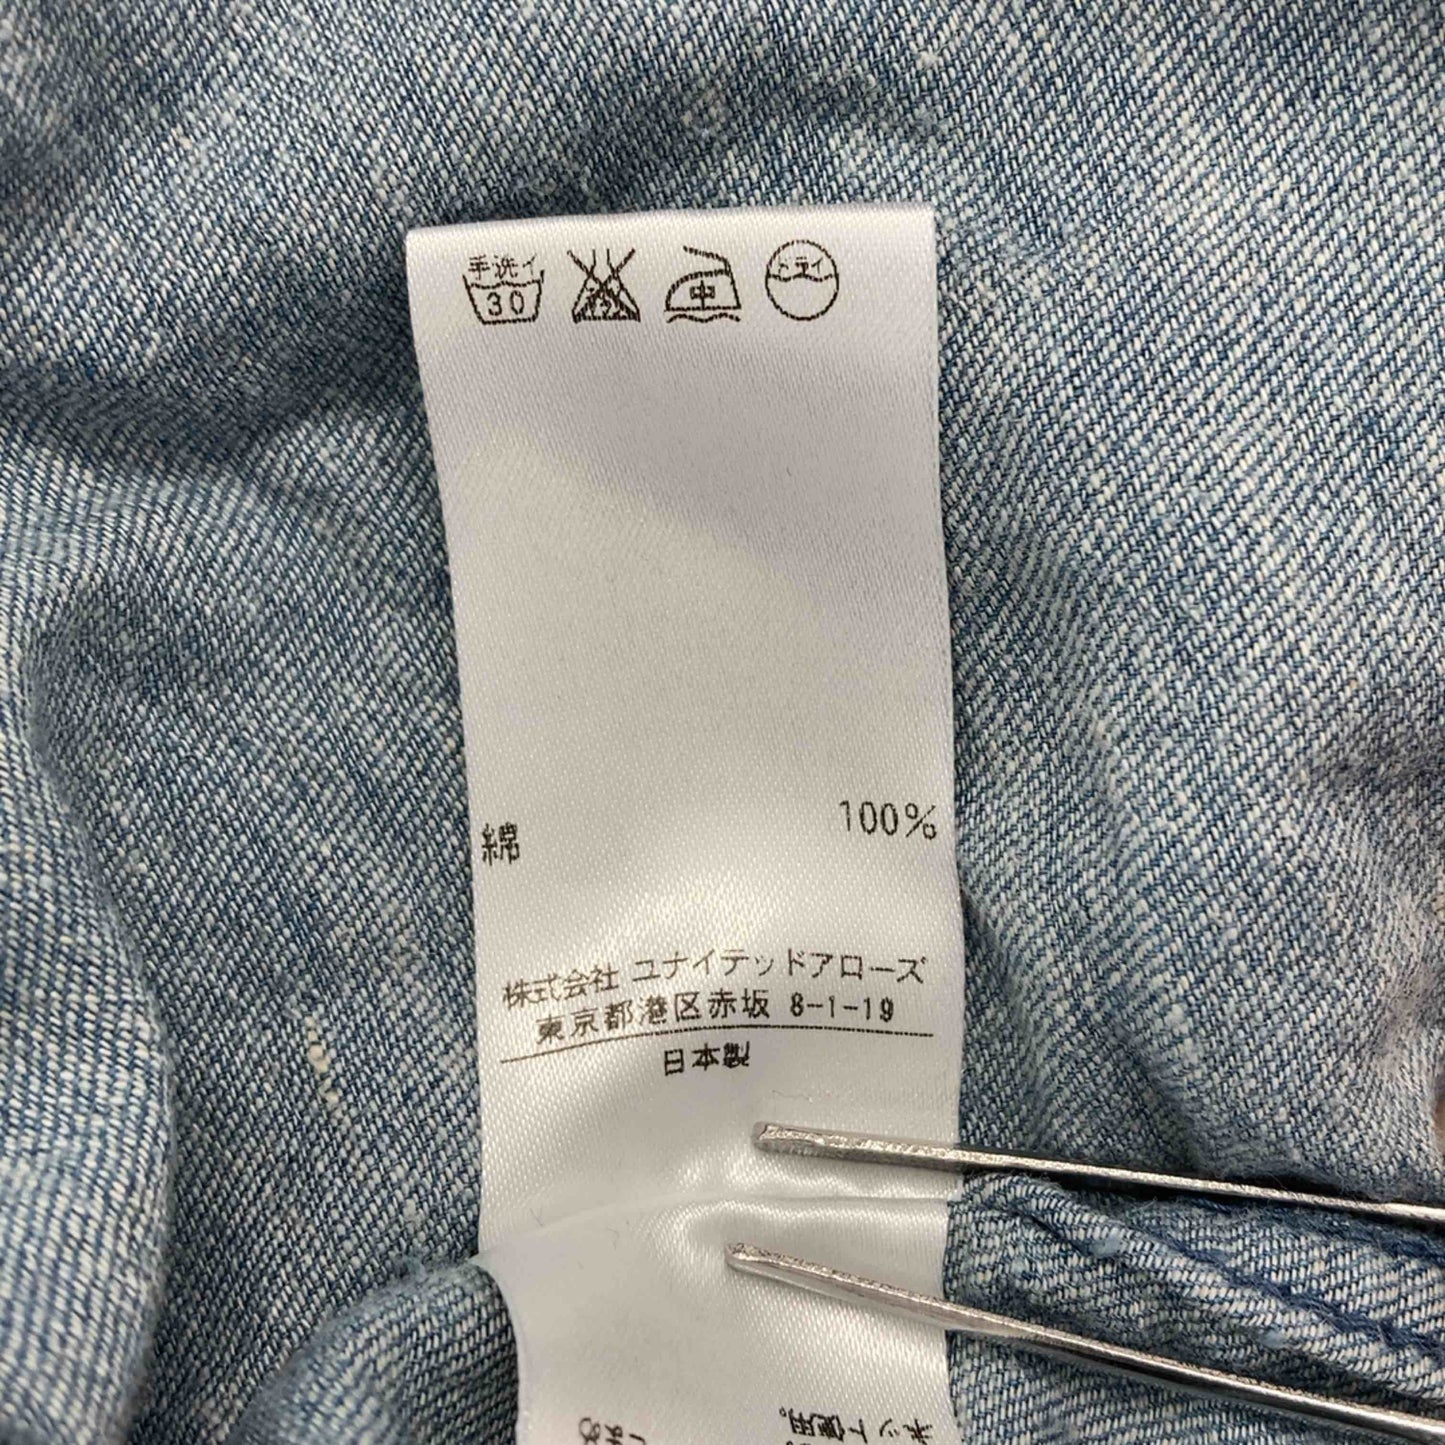 手洗イ
30
中
ドライ
綿 100%
株式会社 ユナイテッドアローズ
東京都港区赤坂 8-1-19
日本製